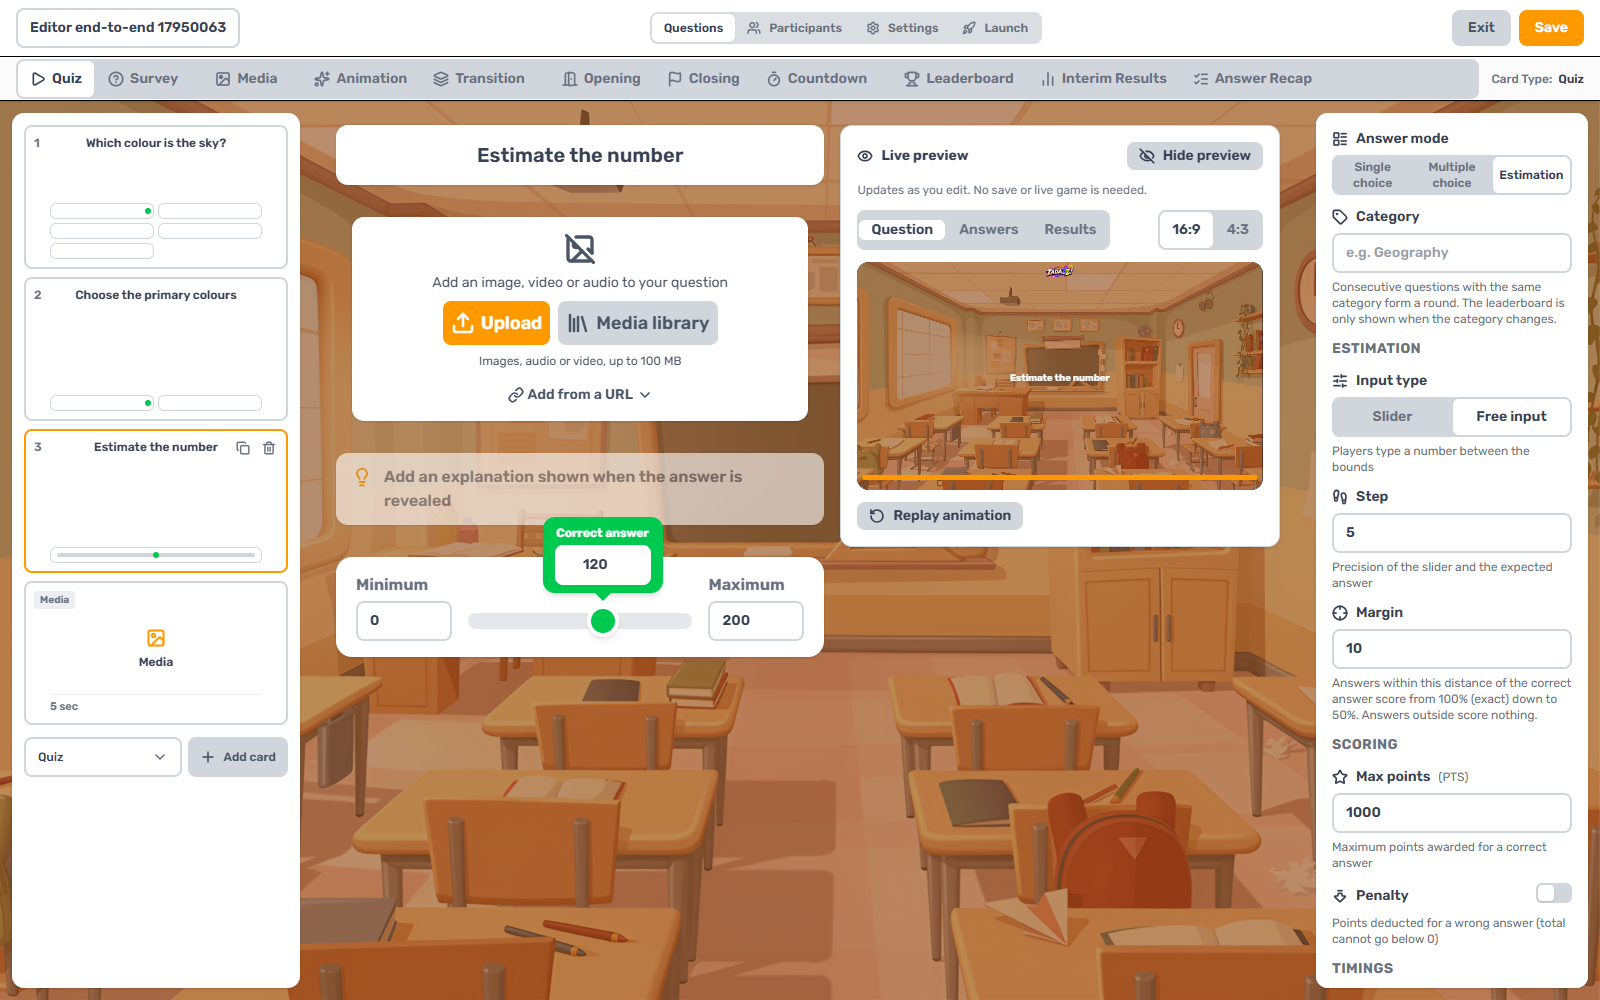 Editor end-to-end 17950063
Questions
Participants
Settings
Launch
Exit
Save
Quiz
Survey
Media
Animation
Transition
Opening
Closing
Countdown
Leaderboard
Interim Results
Answer Recap
Card Type: Quiz
1
Which colour is the sky?
2
Choose the primary colours
3
Estimate the number
Media
Media
5 sec
Quiz
Add card
Estimate the number
Add an image, video or audio to your question
Upload
Media library
Images, audio or video, up to 100 MB
Add from a URL
Add an explanation shown when the answer is
revealed
Correct answer
120
Minimum
0
Maximum
200
Live preview
Hide preview
Updates as you edit. No save or live game is needed.
Question
Answers
Results
16:9
4:3
Estimate the number
Replay animation
Answer mode
Single
choice
Multiple
choice
Estimation
Category
e.g. Geography
Consecutive questions with the same
category form a round. The leaderboard is
only shown when the category changes.
ESTIMATION
Input type
Slider
Free input
Players type a number between the
bounds
Step
5
Precision of the slider and the expected
answer
Margin
10
Answers within this distance of the correct
answer score from 100% (exact) down to
50%. Answers outside score nothing.
SCORING
Max points (PTS)
1000
Maximum points awarded for a correct
answer
Penalty
Points deducted for a wrong answer (total
cannot go below 0)
TIMINGS